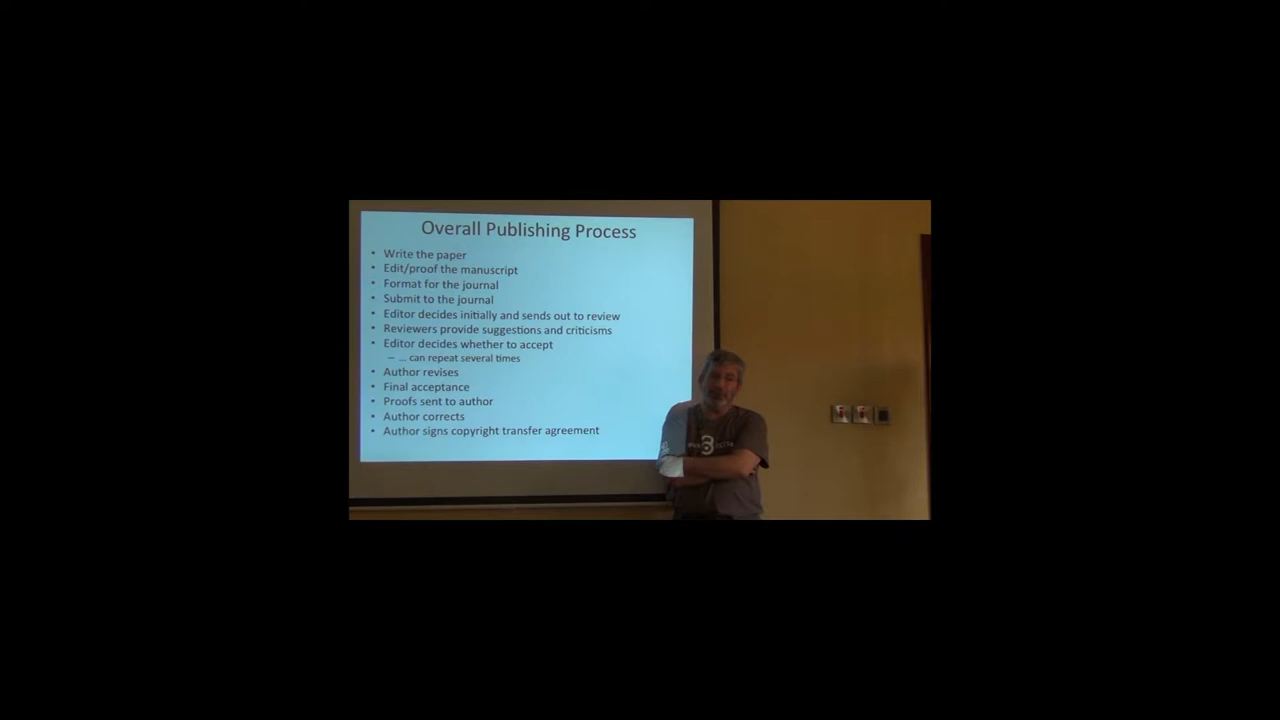 Overall Publishing Process
• Write the paper
• Edit/proof the manuscript
• Format for the journal
• Submit to the journal
• Editor decides initially and sends out to review
• Reviewers provide suggestions and criticisms
• Editor decides whether to accept
– ... can repeat several times
• Author revises
• Final acceptance
• Proofs sent to author
• Author corrects
• Author signs copyright transfer agreement